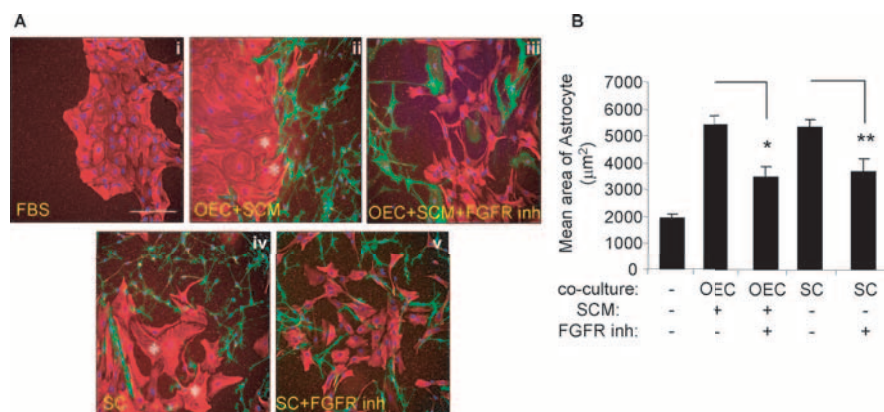 A
i
FBS
ii
OEC+SCM
iii
OEC+SCM+FGFR inh
iv
SC
v
SC+FGFR inh
B
Mean area of Astrocyte
(μm²)
7000
6000
5000
4000
3000
2000
1000
0
*
**
co-culture: - OEC OEC SC SC
SCM: - + + - -
FGFR inh: - - + - +